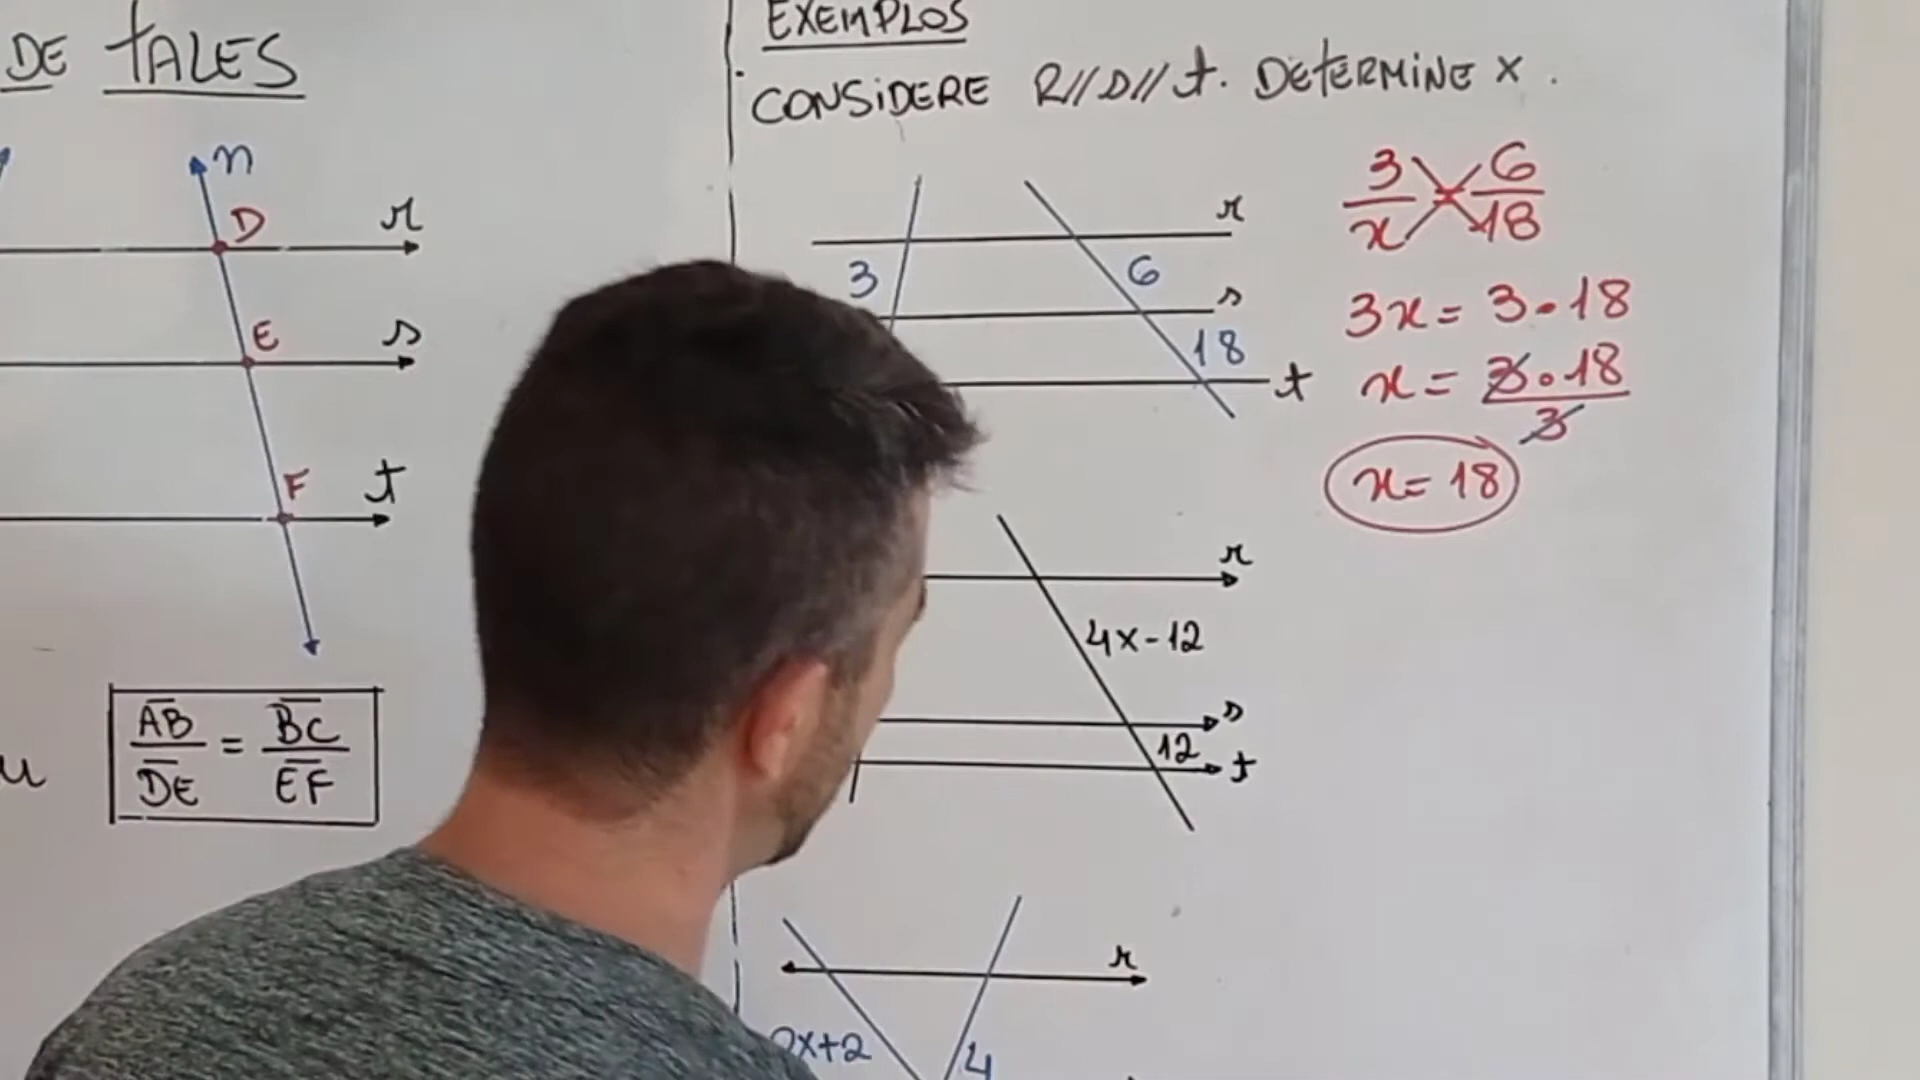 DE TALES
n
D
r
E
s
F
t
u
AB/DE = BC/EF
EXEMPLOS
CONSIDERE R//s//t. DETERMINE x.
r
3
6
s
18
t
3/x = 6/18
3x = 3·18
x = 3·18/3
x = 18
r
4x-12
s
12
t
r
x+2
4